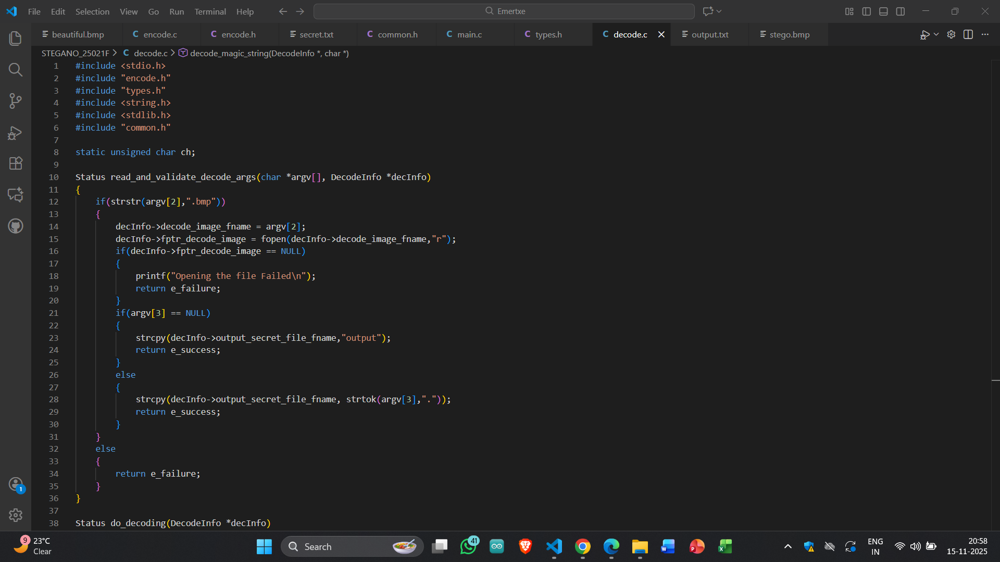 File Edit Selection View Go Run Terminal Help
Emertxe
beautiful.bmp
encode.c
encode.h
secret.txt
common.h
main.c
types.h
decode.c
output.txt
stego.bmp
STEGANO_25021F > C decode.c > decode_magic_string(DecodeInfo *, char *)
1 #include <stdio.h>
2 #include "encode.h"
3 #include "types.h"
4 #include <string.h>
5 #include <stdlib.h>
6 #include "common.h"
7
8 static unsigned char ch;
9
10 Status read_and_validate_decode_args(char *argv[], DecodeInfo *decInfo)
11 {
12     if(strstr(argv[2],".bmp"))
13     {
14         decInfo->decode_image_fname = argv[2];
15         decInfo->fptr_decode_image = fopen(decInfo->decode_image_fname,"r");
16         if(decInfo->fptr_decode_image == NULL)
17         {
18             printf("Opening the file Failed\n");
19             return e_failure;
20         }
21         if(argv[3] == NULL)
22         {
23             strcpy(decInfo->output_secret_file_fname,"output");
24             return e_success;
25         }
26         else
27         {
28             strcpy(decInfo->output_secret_file_fname, strtok(argv[3],"."));
29             return e_success;
30         }
31     }
32     else
33     {
34         return e_failure;
35     }
36 }
37
38 Status do_decoding(DecodeInfo *decInfo)
1
9
23°C
Clear
Search
41
ENG
IN
20:58
15-11-2025